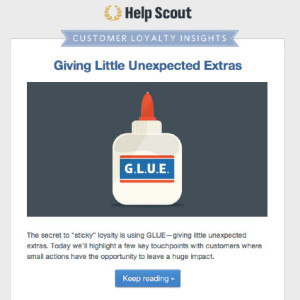 Help Scout
CUSTOMER LOYALTY INSIGHTS
Giving Little Unexpected Extras
G.L.U.E.
The secret to "sticky" loyalty is using GLUE—giving little unexpected
extras. Today we'll highlight a few key touchpoints with customers where
small actions have the opportunity to leave a huge impact.
Keep reading »